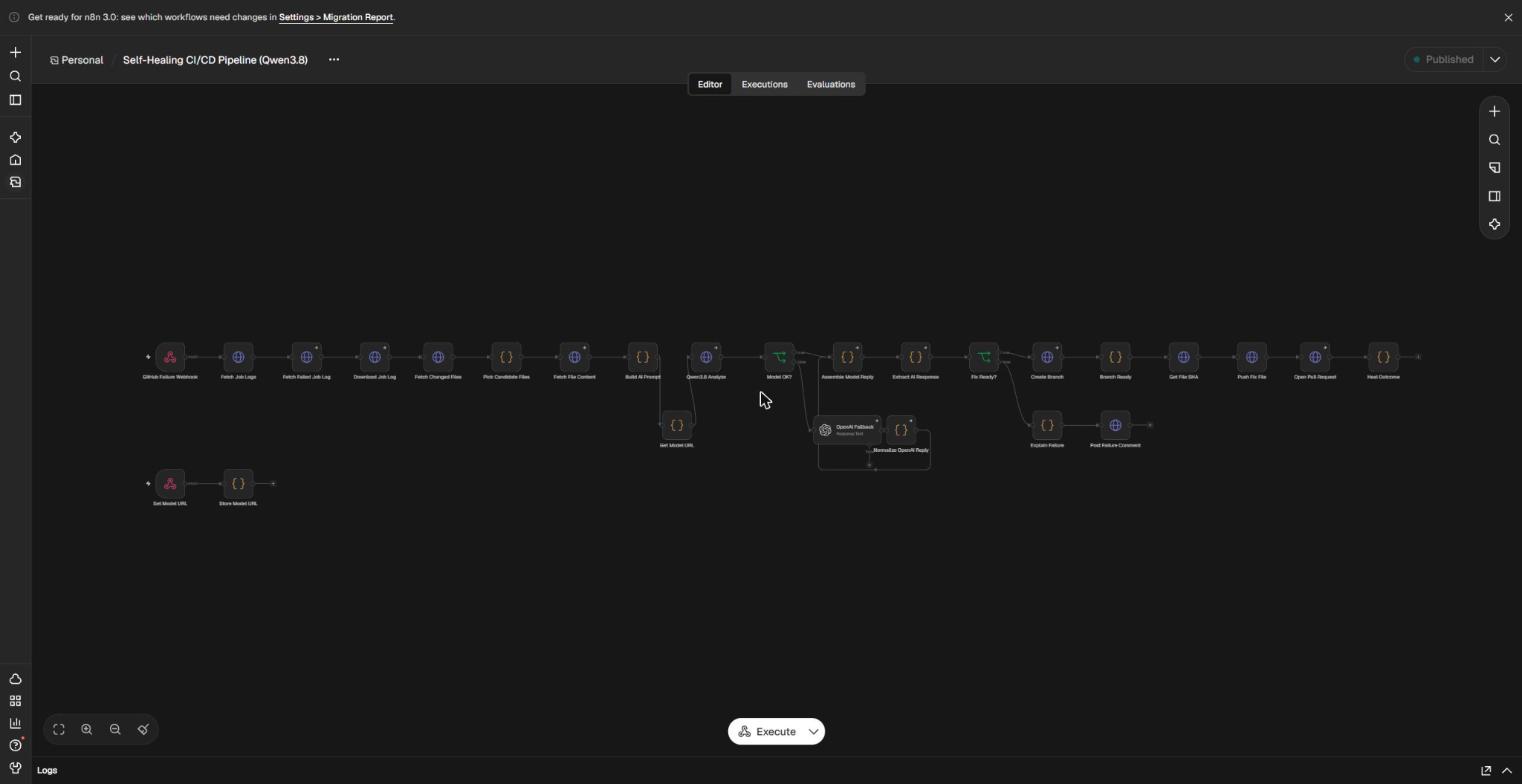 Get ready for n8n 3.0: see which workflows need changes in Settings > Migration Report.
Personal / Self-Healing CI/CD Pipeline (Qwen3.8)
Published
Editor Executions Evaluations
GitHub Failure Webhook
Fetch Job Logs
Fetch Failed Job Log
Download Job Log
Fetch Changed Files
Pick Candidate Files
Fetch File Content
Build AI Prompt
Qwen3.8 Analyze
Model OK?
Assemble Model Reply
Extract AI Response
Fix Ready?
Create Branch
Branch Ready
Get File SHA
Push Fix File
Open Pull Request
Heal Outcome
Get Model URL
OpenAI Fallback
Response Text
Normalize OpenAI Reply
Explain Failure
Post Failure Comment
Set Model URL
Store Model URL
Execute
Logs